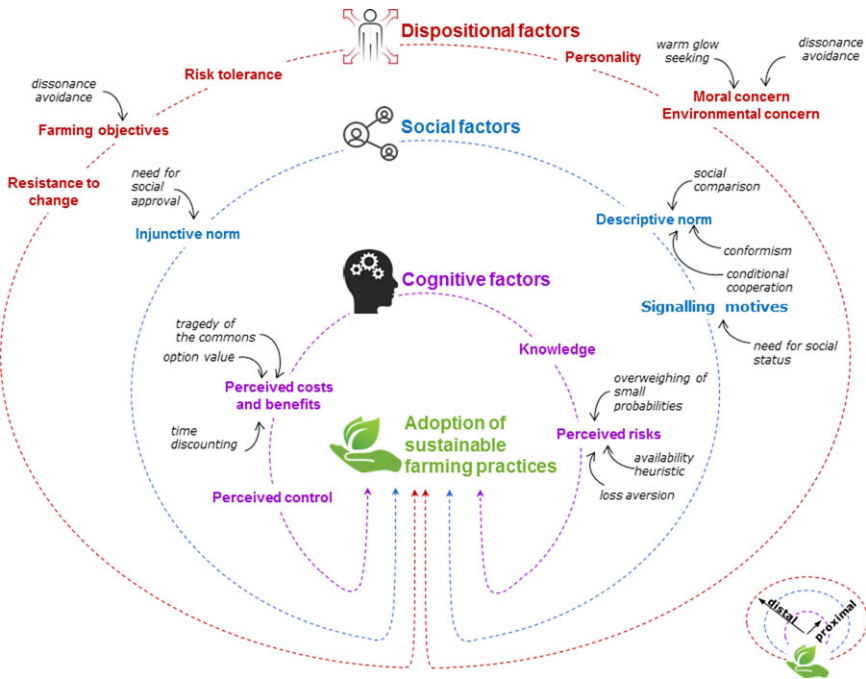 Dispositional factors
Risk tolerance
Personality
dissonance
avoidance
Farming objectives
Resistance to
change
warm glow
seeking
dissonance
avoidance
Moral concern
Environmental concern
Social factors
need for
social
approval
Injunctive norm
social
comparison
Descriptive norm
conformism
conditional
cooperation
Signalling motives
need for social
status
Cognitive factors
tragedy of
the commons
option value
Perceived costs
and benefits
time
discounting
Perceived control
Knowledge
overweighing of
small
probabilities
Perceived risks
availability
heuristic
loss aversion
Adoption of
sustainable
farming practices
distal
proximal